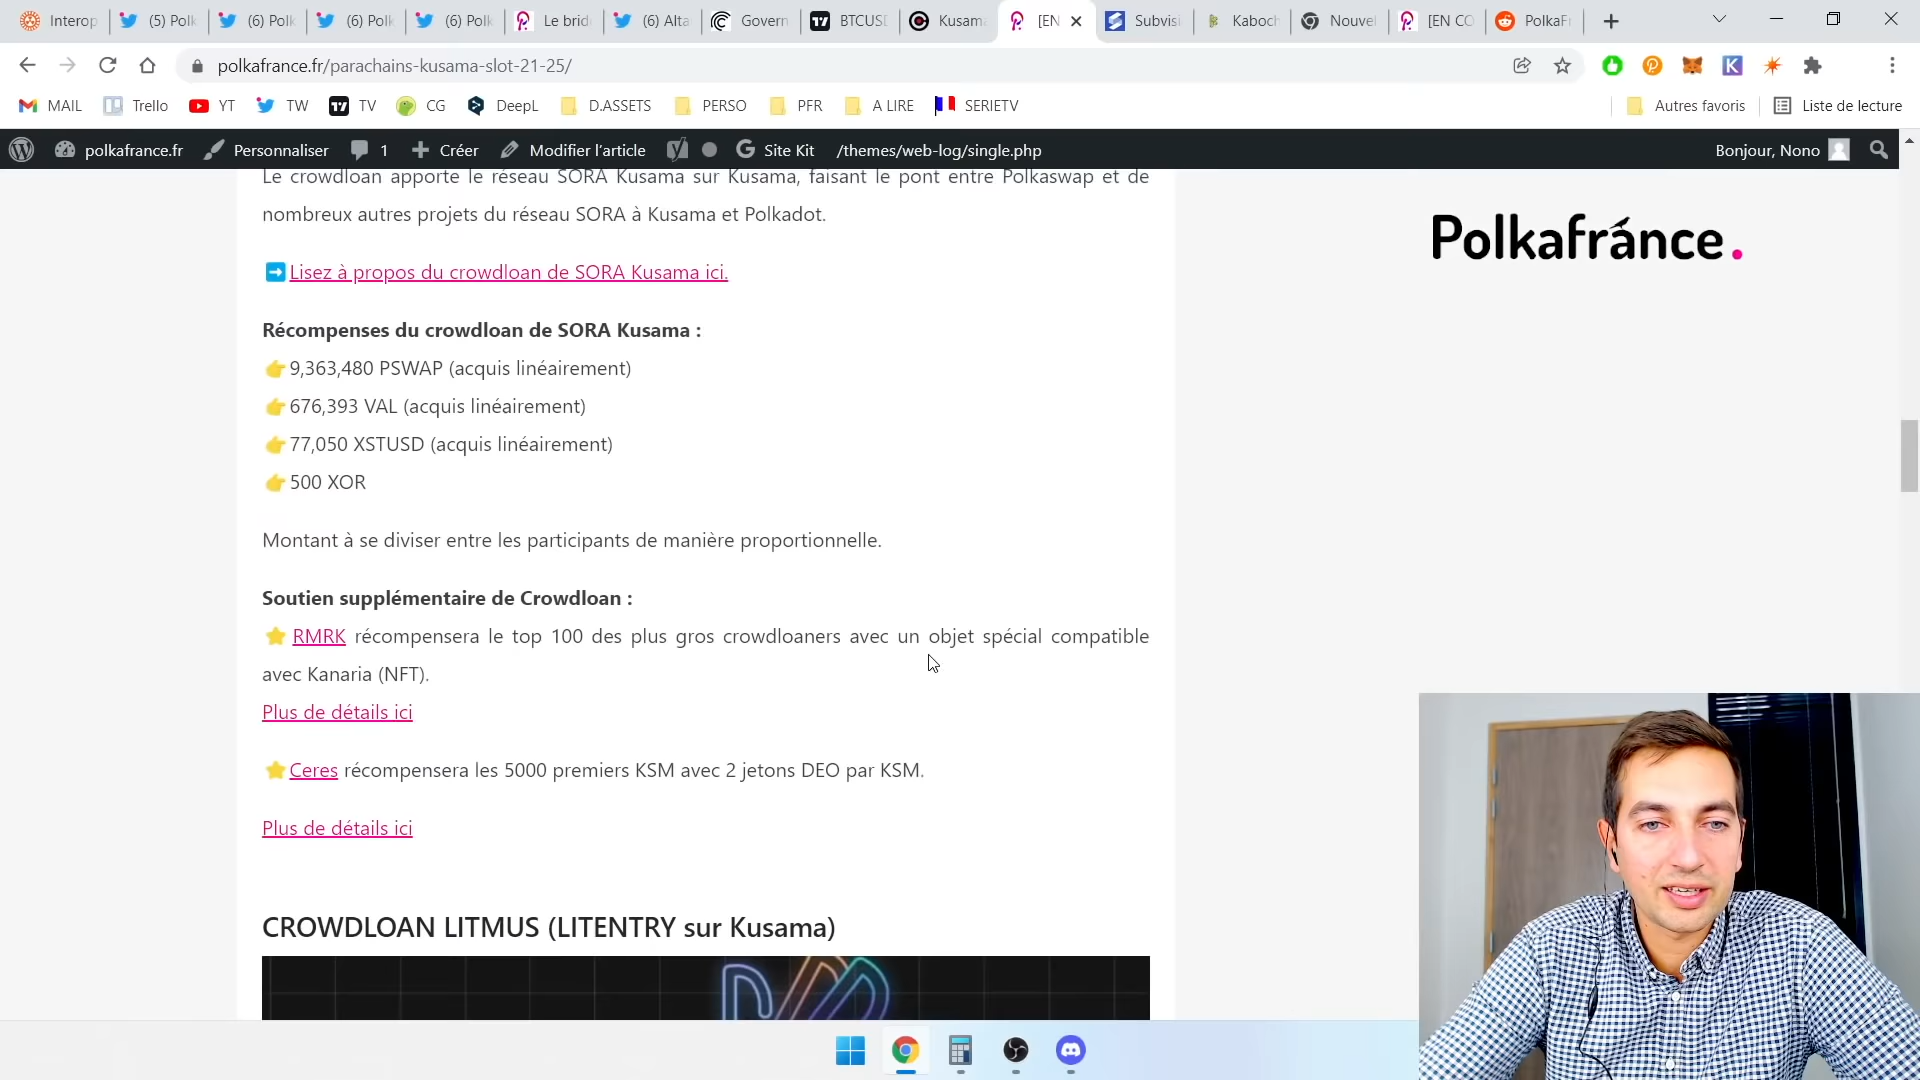 Interop
(5) Polk
(6) Polk
(6) Polk
(6) Polk
Le brid
(6) Alta
Govern
BTCUSD
Kusama
[EN
Subvisi
Kaboch
Nouvel
[EN CO
PolkaFr
polkafrance.fr/parachains-kusama-slot-21-25/
MAIL Trello YT TW TV CG DeepL D.ASSETS PERSO PFR A LIRE SERIETV Autres favoris Liste de lecture
polkafrance.fr Personnaliser 1 Créer Modifier l'article Site Kit /themes/web-log/single.php Bonjour, Nono
Le crowdloan apporte le réseau SORA Kusama sur Kusama, faisant le pont entre Polkaswap et de
nombreux autres projets du réseau SORA à Kusama et Polkadot.
Polkafránce.
Lisez à propos du crowdloan de SORA Kusama ici.
Récompenses du crowdloan de SORA Kusama :
9,363,480 PSWAP (acquis linéairement)
676,393 VAL (acquis linéairement)
77,050 XSTUSD (acquis linéairement)
500 XOR
Montant à se diviser entre les participants de manière proportionnelle.
Soutien supplémentaire de Crowdloan :
RMRK récompensera le top 100 des plus gros crowdloaners avec un objet spécial compatible
avec Kanaria (NFT).
Plus de détails ici
Ceres récompensera les 5000 premiers KSM avec 2 jetons DEO par KSM.
Plus de détails ici
CROWDLOAN LITMUS (LITENTRY sur Kusama)